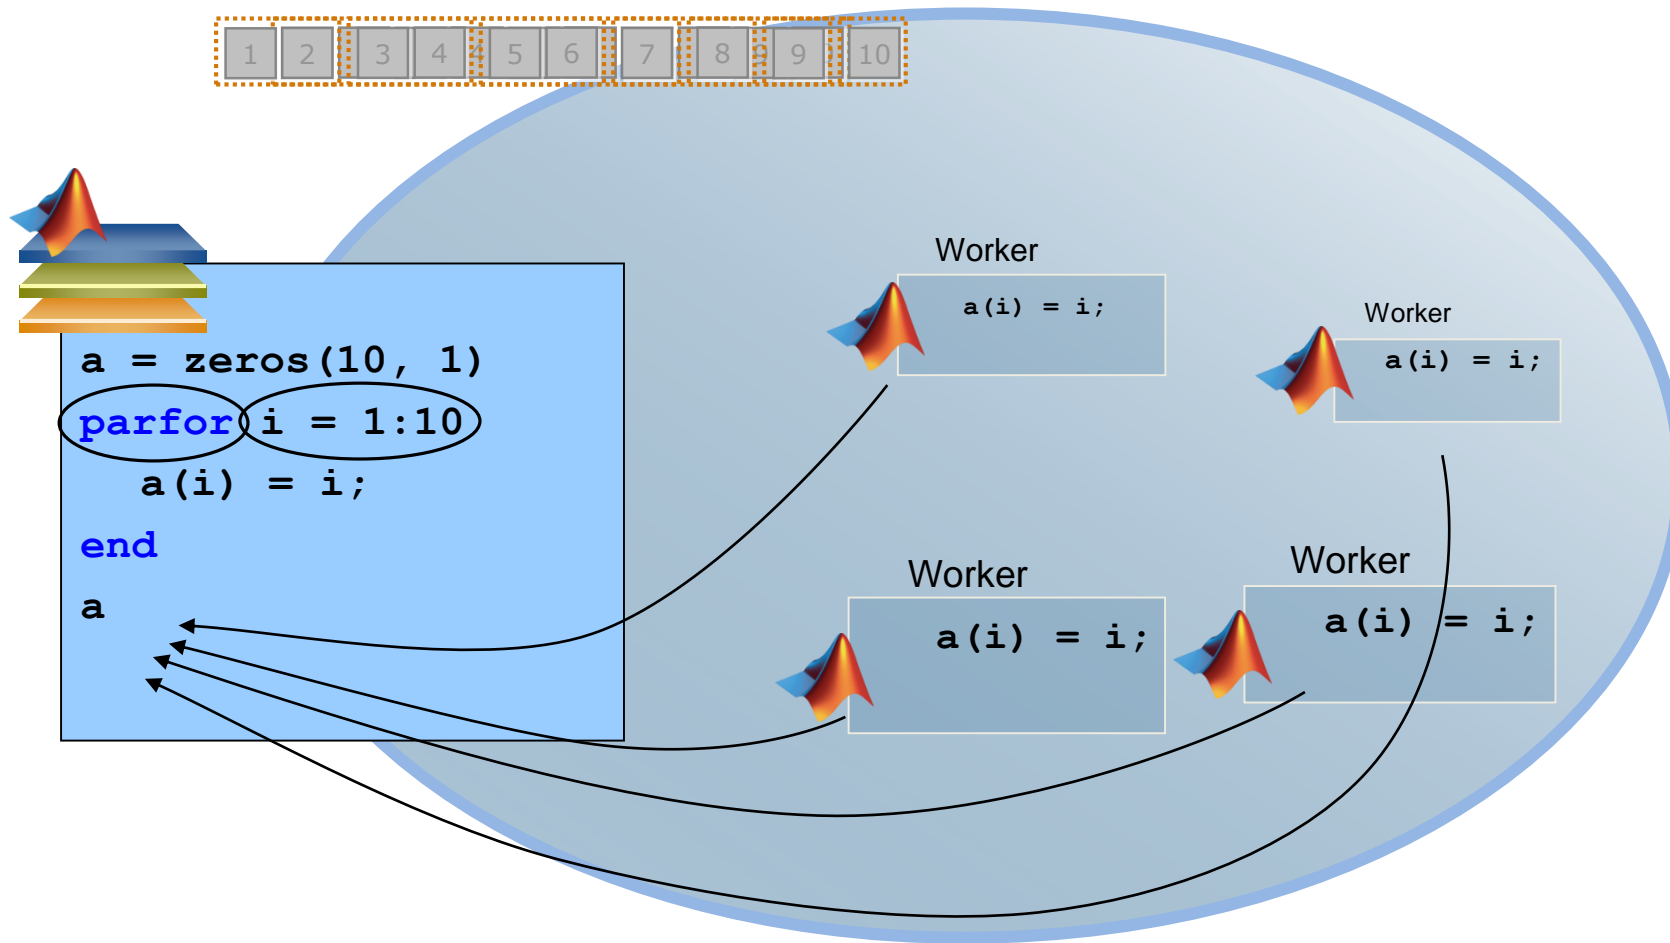 1 2 3 4 5 6 7 8 9 10
a = zeros(10, 1)
parfor i = 1:10
a(i) = i;
end
a
Worker
a(i) = i;
Worker
a(i) = i;
Worker
a(i) = i;
Worker
a(i) = i;